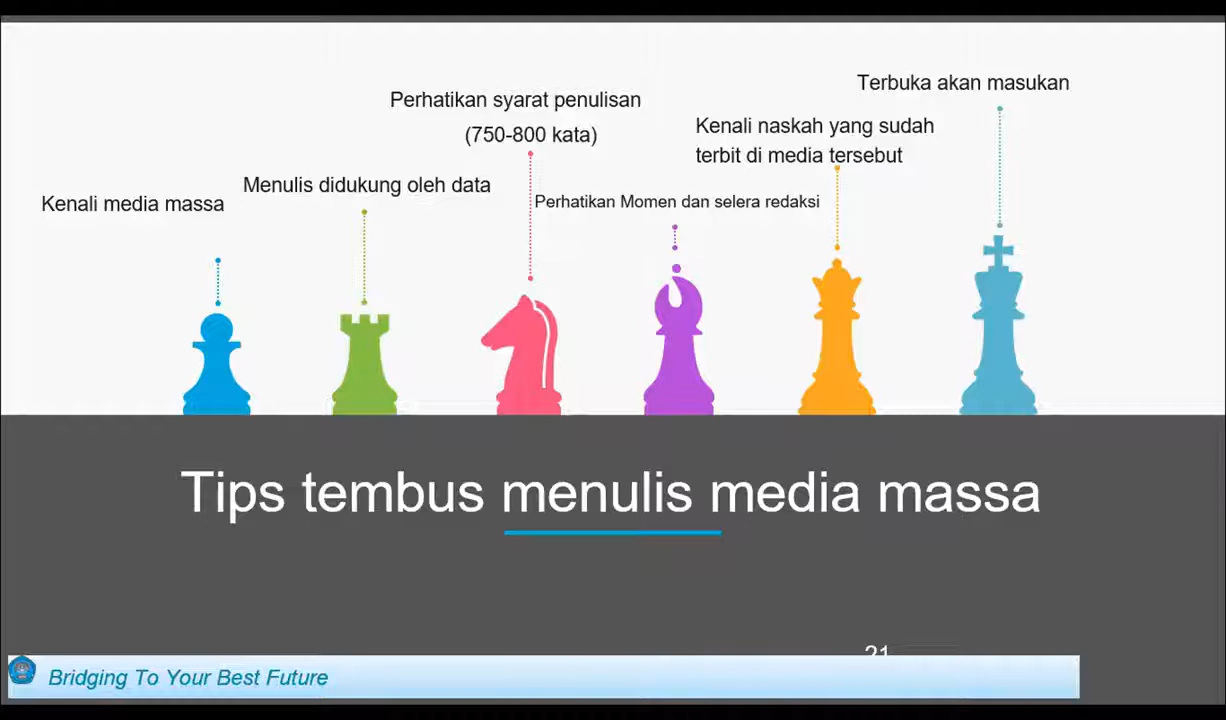 Kenali media massa
Menulis didukung oleh data
Perhatikan syarat penulisan
(750-800 kata)
Perhatikan Momen dan selera redaksi
Kenali naskah yang sudah
terbit di media tersebut
Terbuka akan masukan
Tips tembus menulis media massa
21
Bridging To Your Best Future